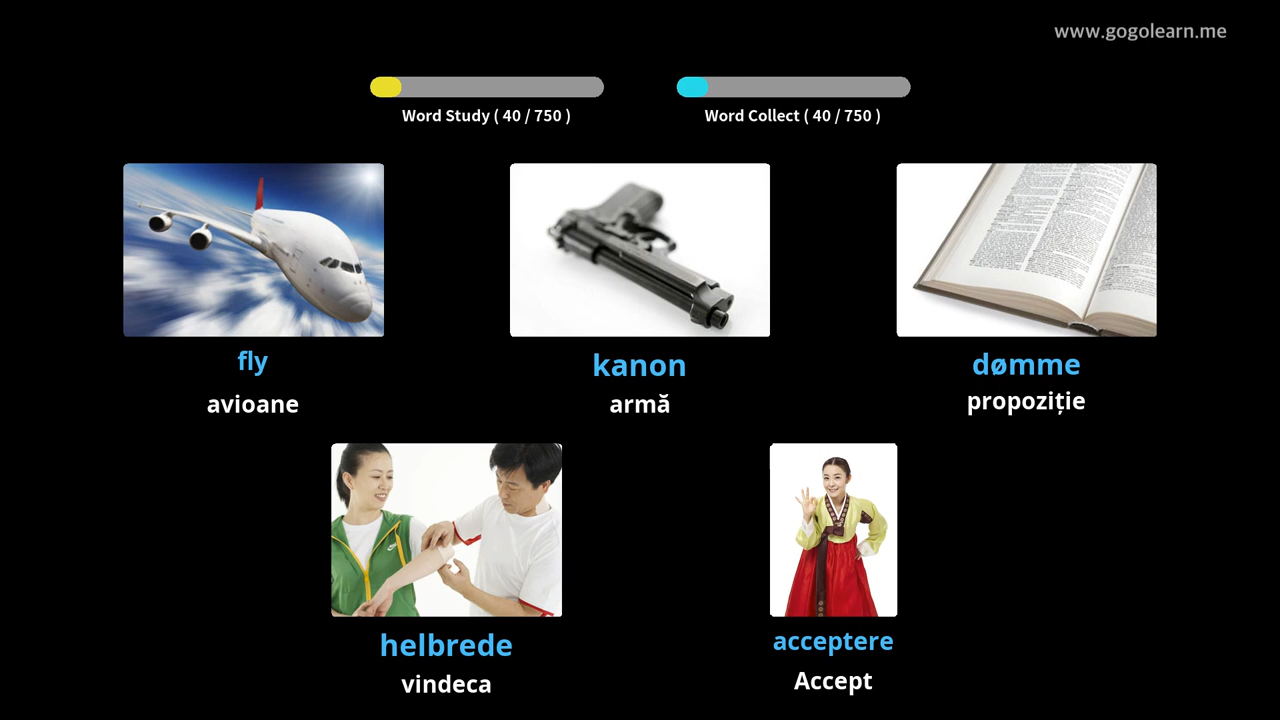 www.gogolearn.me
Word Study ( 40 / 750 )
Word Collect ( 40 / 750 )
fly
avioane
kanon
armă
dømme
propoziție
helbrede
vindeca
acceptere
Accept